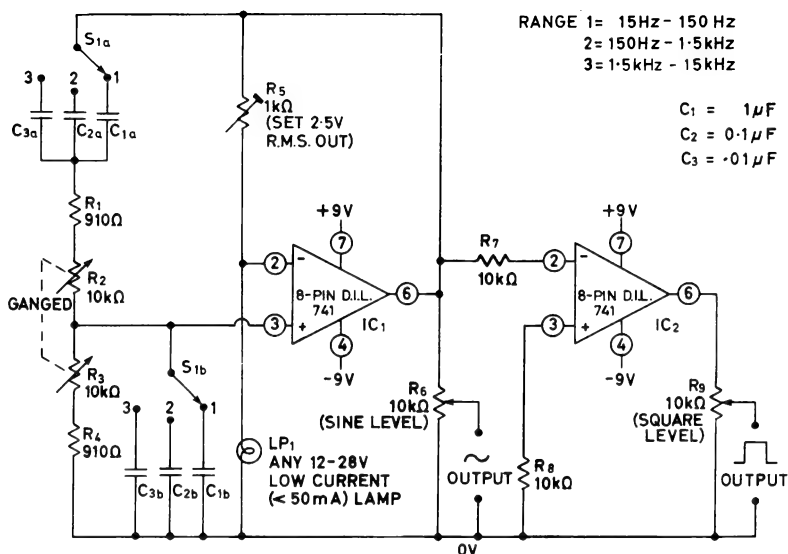 RANGE 1= 15Hz - 150 Hz
2= 150Hz - 1·5kHz
3= 1·5kHz - 15kHz
C₁ = 1µF
C₂ = 0·1µF
C₃ = ·01µF
S₁ₐ
3
2
1
C₃ₐ
C₂ₐ
C₁ₐ
R₅
1kΩ
(SET 2·5V
R.M.S. OUT)
R₁
910Ω
R₂
10kΩ
GANGED
R₃
10kΩ
R₄
910Ω
S₁b
3
2
1
C₃b
C₂b
C₁b
LP₁
ANY 12-28V
LOW CURRENT
(< 50mA) LAMP
+9V
7
2
-
8-PIN D.I.L.
741
6
3
+
IC₁
4
-9V
R₆
10kΩ
(SINE LEVEL)
~
OUTPUT
R₇
10kΩ
+9V
7
2
-
8-PIN D.I.L.
741
6
3
+
IC₂
4
-9V
R₈
10kΩ
R₉
10kΩ
(SQUARE
LEVEL)
OUTPUT
0V